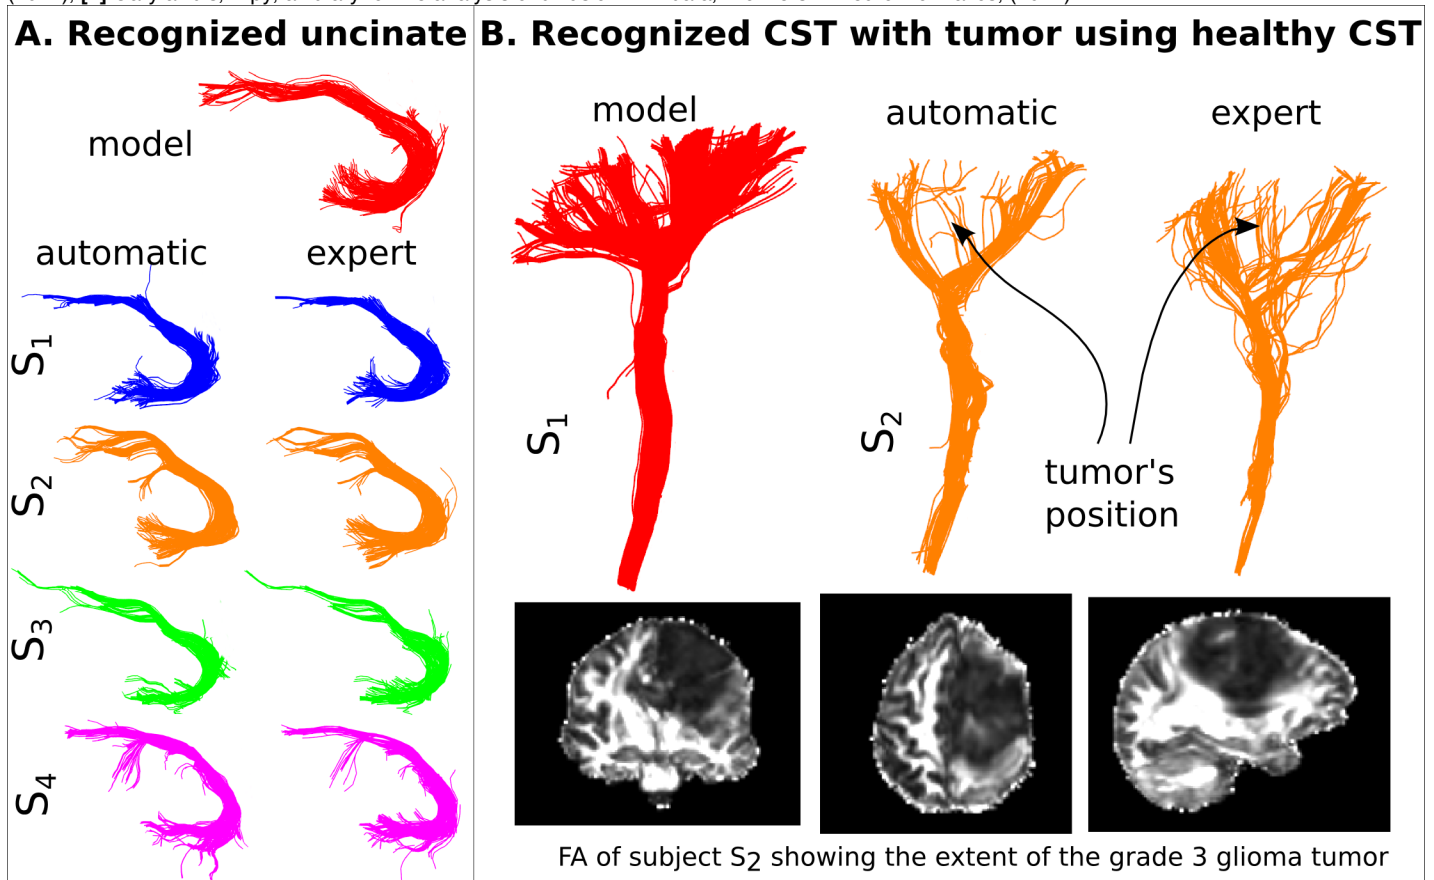 A. Recognized uncinate
model
automatic
expert
S1
S2
S3
S4
B. Recognized CST with tumor using healthy CST
model
automatic
expert
S1
S2
tumor's
position
FA of subject S2 showing the extent of the grade 3 glioma tumor